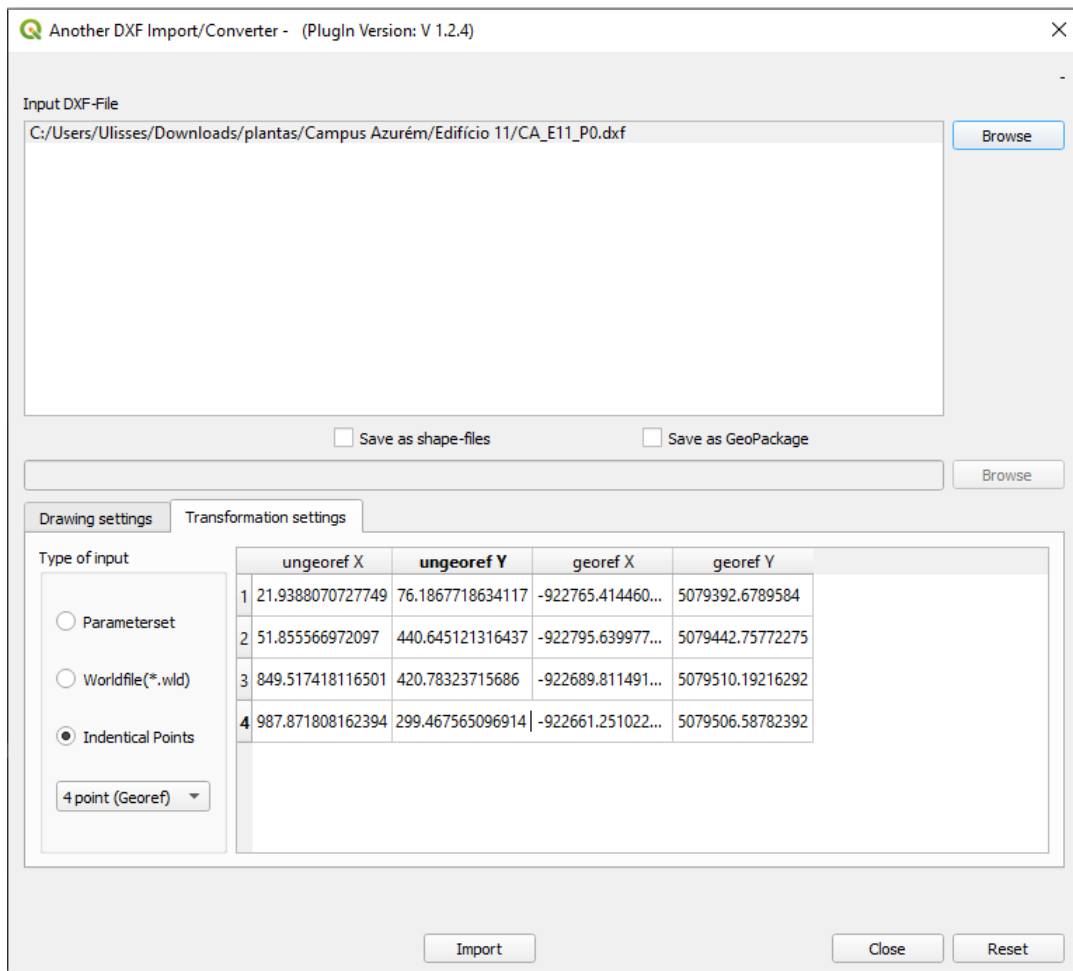 Another DXF Import/Converter - (PlugIn Version: V 1.2.4)
-
Input DXF-File
C:/Users/Ulisses/Downloads/plantas/Campus Azurém/Edifício 11/CA_E11_P0.dxf
Browse
Save as shape-files
Save as GeoPackage
Browse
Drawing settings
Transformation settings
Type of input
Parameterset
Worldfile(*.wld)
Indentical Points
4 point (Georef)
ungeoref X ungeoref Y georef X georef Y
1 21.9388070727749 76.1867718634117 -922765.414460... 5079392.6789584
2 51.855566972097 440.645121316437 -922795.639977... 5079442.75772275
3 849.517418116501 420.78323715686 -922689.811491... 5079510.19216292
4 987.871808162394 299.467565096914 -922661.251022... 5079506.58782392
Import
Close
Reset